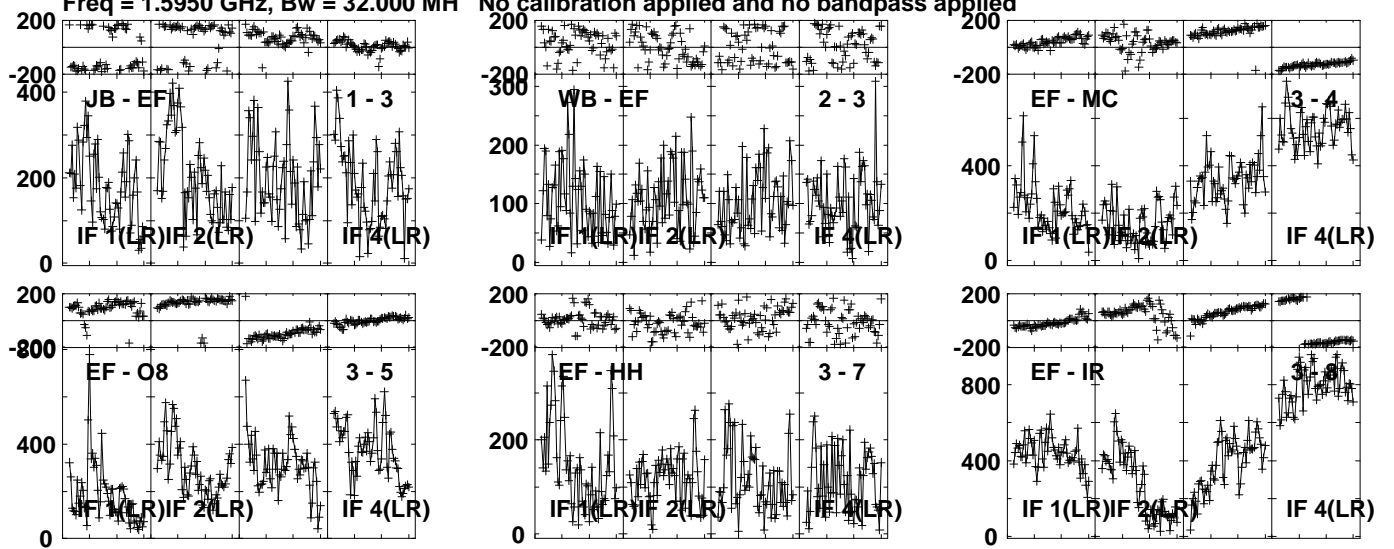 Freq = 1.5950 GHz, Bw = 32.000 MH No calibration applied and no bandpass applied
200
-200
400
200
0
JB - EF 1 - 3
IF 1(LR) IF 2(LR) IF 4(LR)
200
-200
300
200
100
0
WB - EF 2 - 3
IF 1(LR) IF 2(LR) IF 4(LR)
200
-200
400
0
EF - MC 3 - 4
IF 1(LR) IF 2(LR) IF 4(LR)
200
-200
800
400
0
EF - O8 3 - 5
IF 1(LR) IF 2(LR) IF 4(LR)
200
-200
200
0
EF - HH 3 - 7
IF 1(LR) IF 2(LR) IF 4(LR)
200
-200
800
400
0
EF - IR 3 - 8
IF 1(LR) IF 2(LR) IF 4(LR)